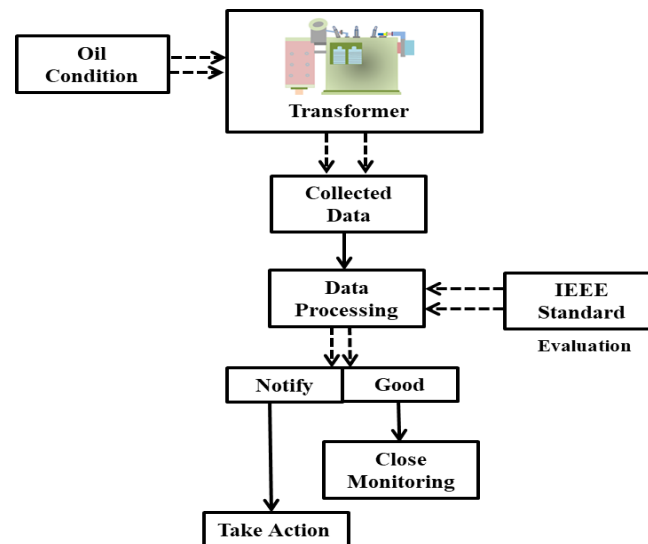 Oil
Condition
Transformer
Collected
Data
Data
Processing
IEEE
Standard
Evaluation
Notify
Good
Close
Monitoring
Take Action